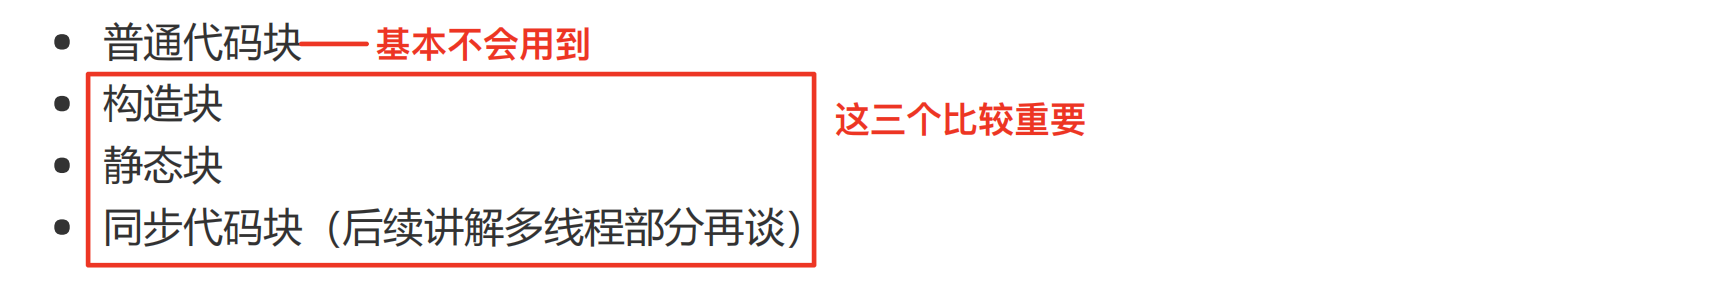 普通代码块 基本不会用到
构造块
这三个比较重要
静态块
同步代码块（后续讲解多线程部分再谈）